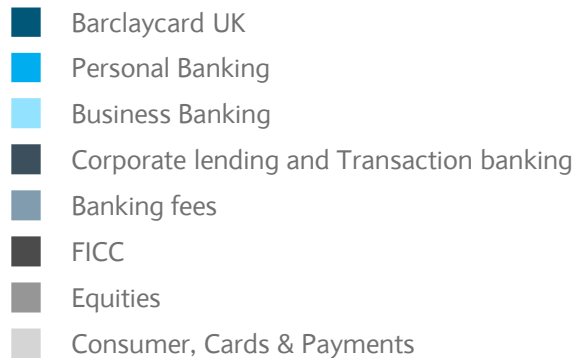 Barclaycard UK
Personal Banking
Business Banking
Corporate lending and Transaction banking
Banking fees
FICC
Equities
Consumer, Cards & Payments